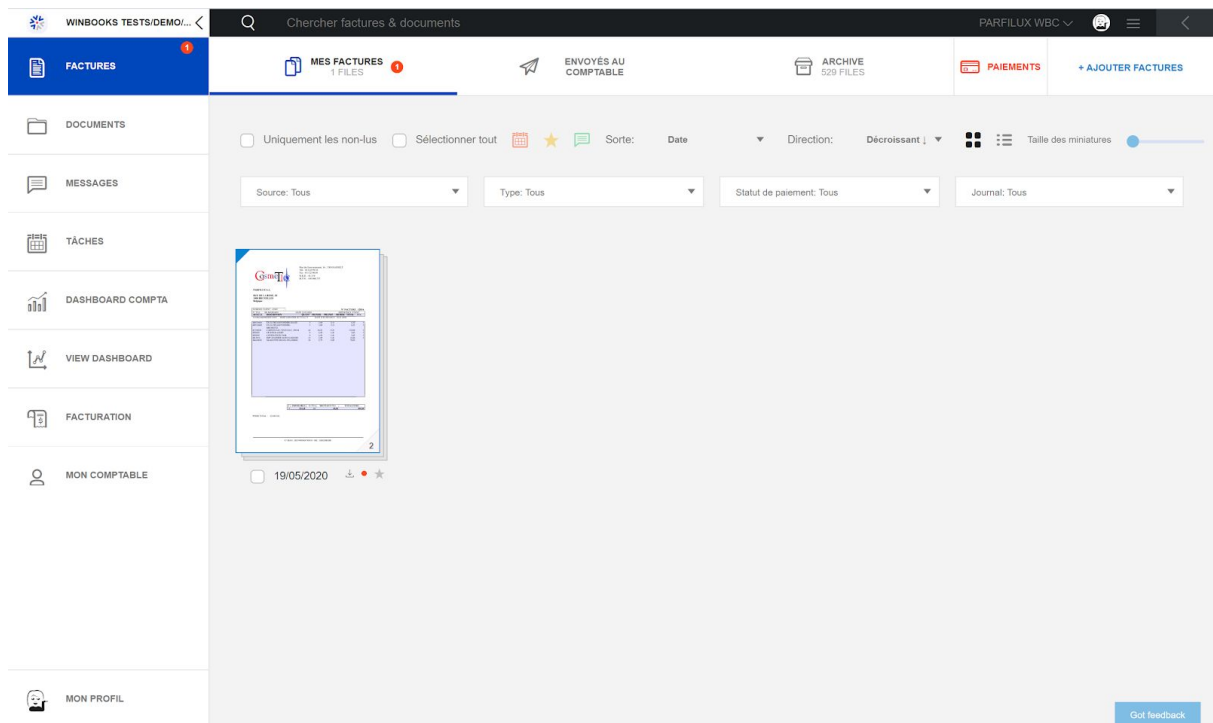 WINBOOKS TESTS/DEMO/...
Chercher factures & documents
PARFILUX WBC
FACTURES
1
MES FACTURES
1 FILES
1
ENVOYÉS AU
COMPTABLE
ARCHIVE
529 FILES
PAIEMENTS
+ AJOUTER FACTURES
DOCUMENTS
MESSAGES
TÂCHES
DASHBOARD COMPTA
VIEW DASHBOARD
FACTURATION
MON COMPTABLE
MON PROFIL
Uniquement les non-lus
Sélectionner tout
Sorte:
Date
Direction:
Décroissant ↓
Taille des miniatures
Source: Tous
Type: Tous
Statut de paiement: Tous
Journal: Tous
2
19/05/2020
Got feedback